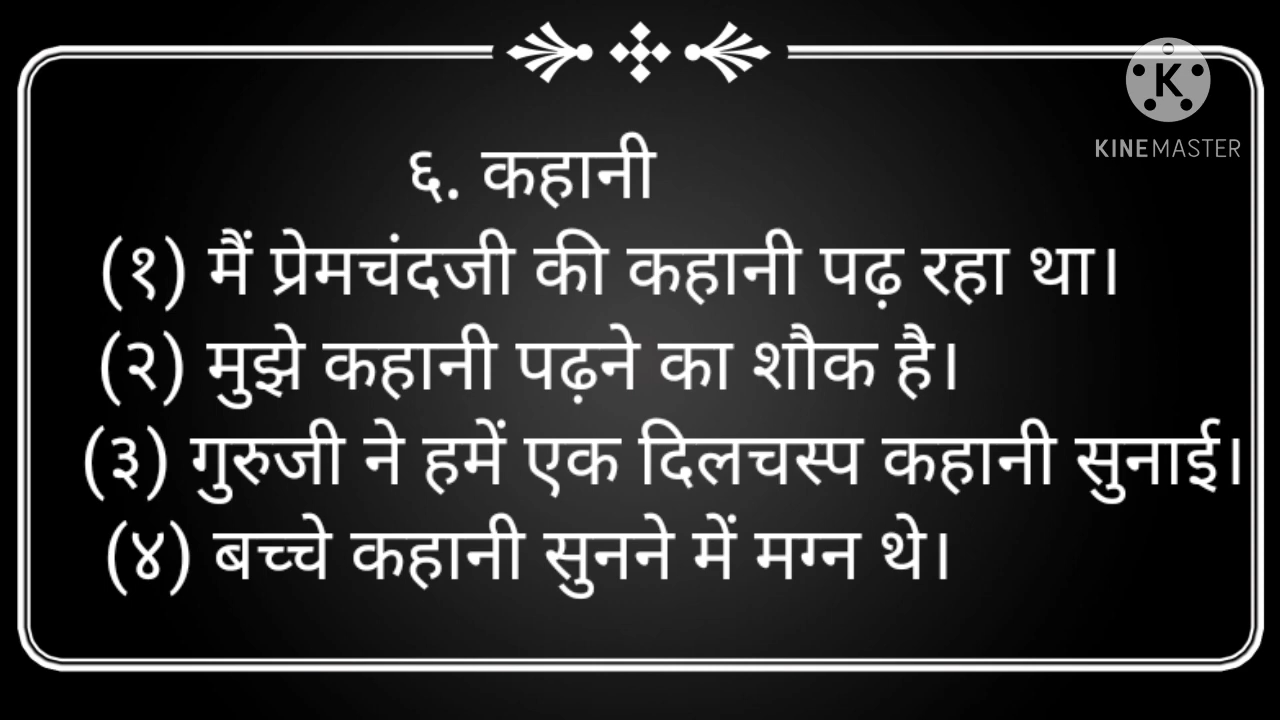 K
KINEMASTER
६. कहानी
(१) मैं प्रेमचंदजी की कहानी पढ़ रहा था।
(२) मुझे कहानी पढ़ने का शौक है।
(३) गुरुजी ने हमें एक दिलचस्प कहानी सुनाई।
(४) बच्चे कहानी सुनने में मग्न थे।